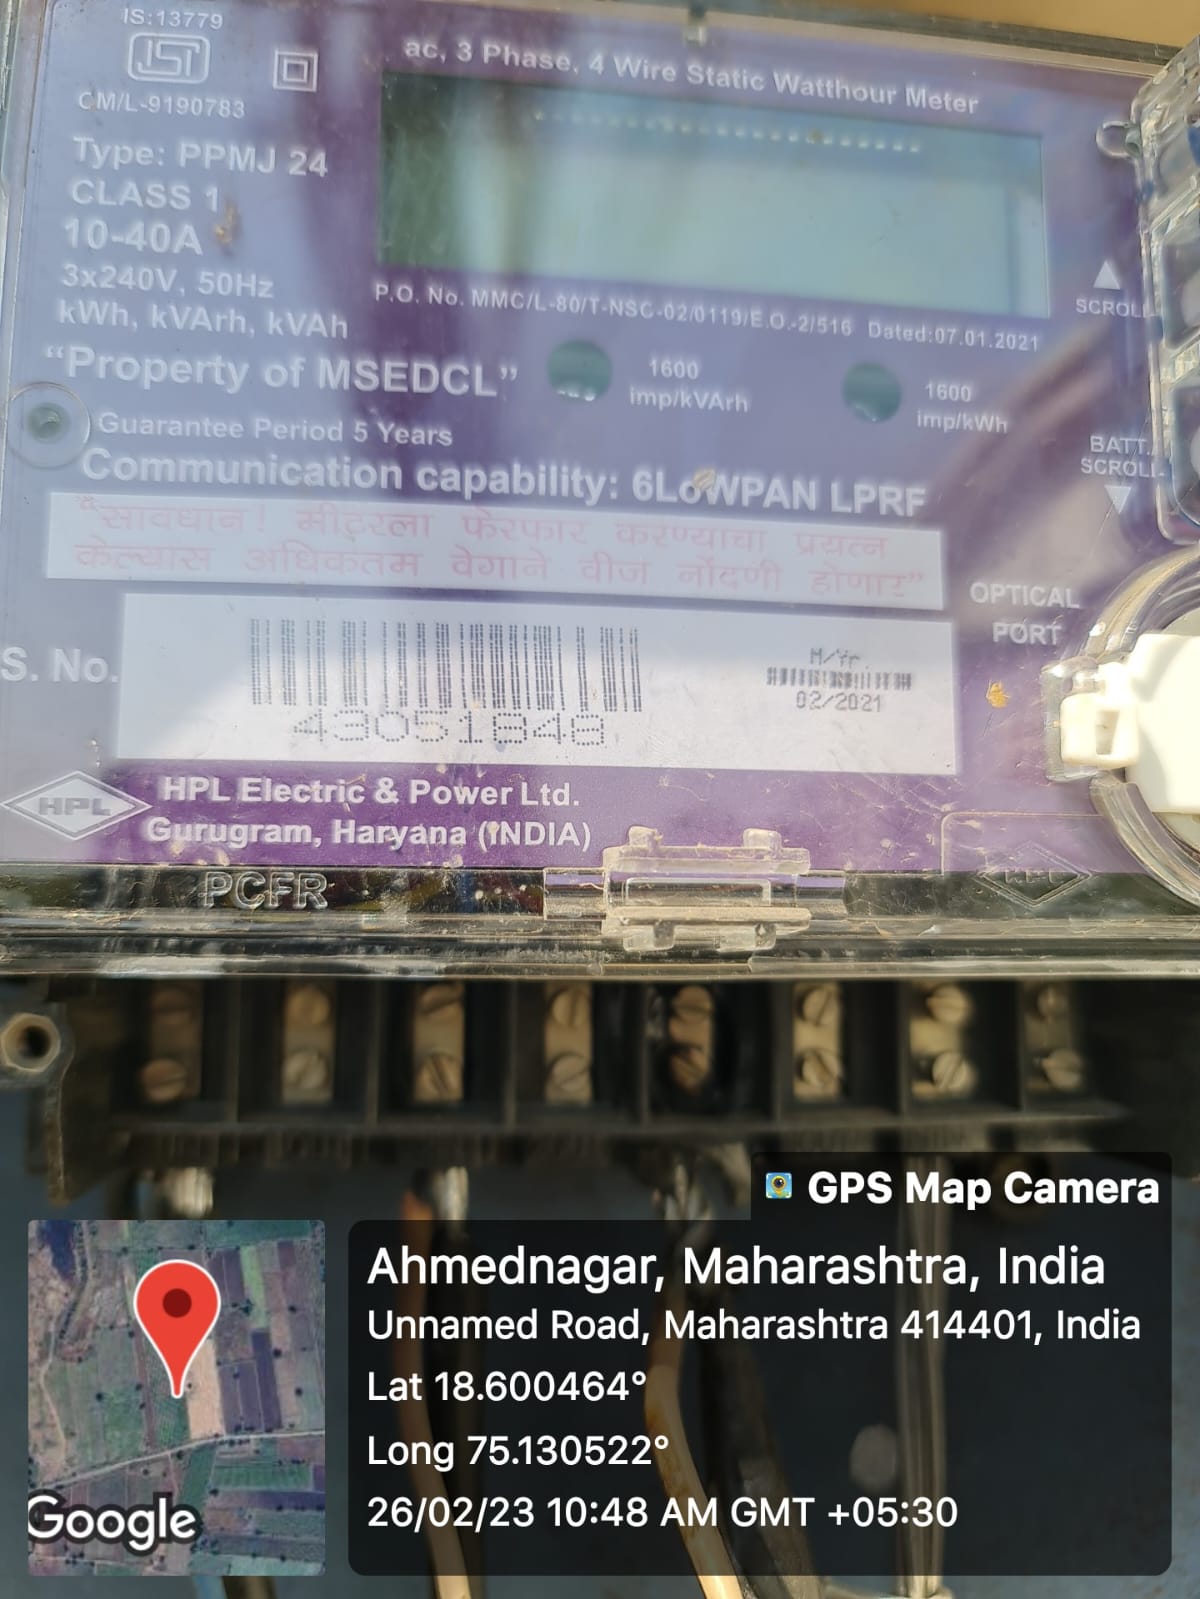 IS:13779
ISI
CM/L-9190783
ac, 3 Phase, 4 Wire Static Watthour Meter
Type: PPMJ 24
CLASS 1
10-40A
3x240V, 50Hz
kWh, kVArh, kVAh
P.O. No. MMC/L-80/T-NSC-02/0119/E.O.-2/516 Dated:07.01.2021
SCROLL
"Property of MSEDCL"
1600
imp/kVArh
1600
imp/kWh
Guarantee Period 5 Years
BATT.
SCROLL
Communication capability: 6LoWPAN LPRF
"सावधान! मीटरला फेरफार करण्याचा प्रयत्न
केल्यास अधिकतम वेगाने वीज नोंदणी होणार"
OPTICAL
PORT
S. No.
43051848
M/Yr.
02/2021
HPL
HPL Electric & Power Ltd.
Gurugram, Haryana (INDIA)
PCFR
HPL
GPS Map Camera
Ahmednagar, Maharashtra, India
Unnamed Road, Maharashtra 414401, India
Lat 18.600464°
Long 75.130522°
26/02/23 10:48 AM GMT +05:30
Google